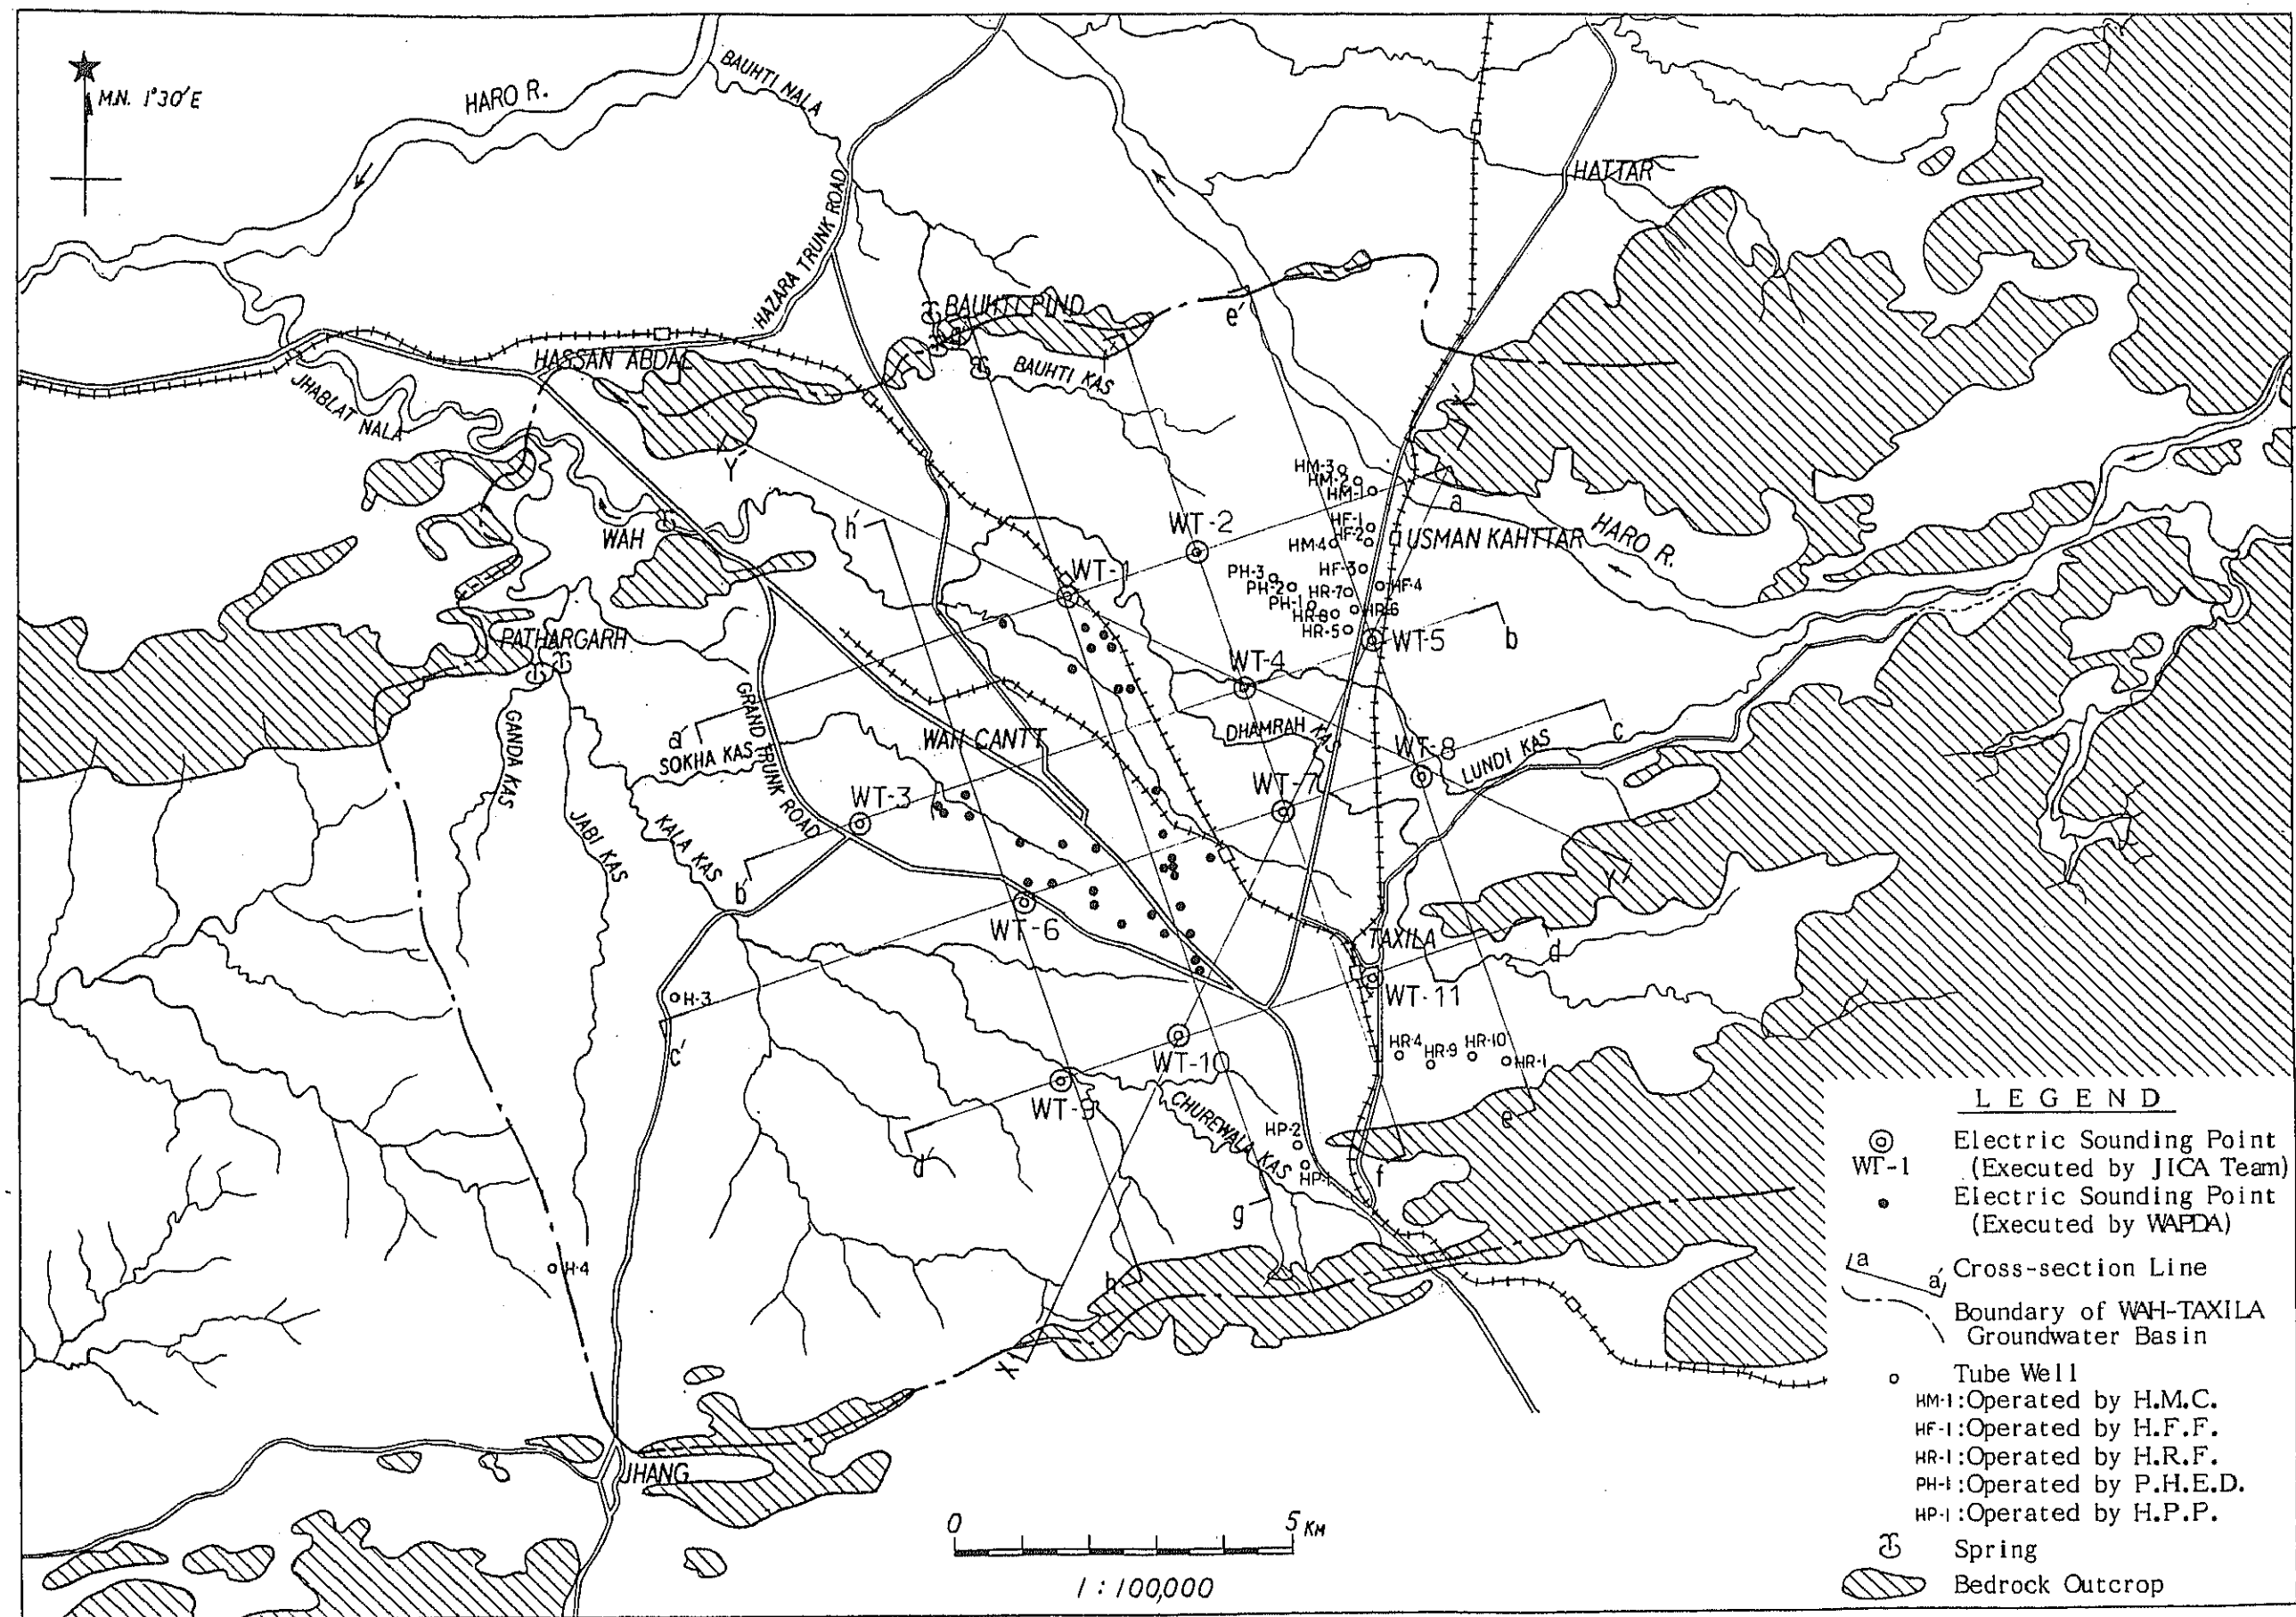 M.N. 1°30'E
HARO R.
BAUHTI NALA
HAZARA TRUNK ROAD
HATTAR
BAUHTI PIND
e'
HASSAN ABDAL
BAUHTI KAS
JHABLAT NALA
Y'
HM-3
HM-2
HM-1
a
h'
WT-2
HF-1
HF-2
HM-4
USMAN KAHTTAR
HARO R.
WAH
WT-1
PH-3
HF-3
PH-2
HR-7
HF-4
PH-1
HR-6
HR-8
HR-5
WT-5
b
PATHARGARH
WT-4
GANDA KAS
GRAND TRUNK ROAD
a'
SOKHA KAS
WAH CANTT
DHAMRAH KAS
WT-8
LUNDI KAS
c
WT-7
WT-3
JABI KAS
KALA KAS
b'
WT-6
TAXILA
d
H-3
WT-11
c'
WT-10
HR-4
HR-9
HR-10
HR-1
WT-9
CHUREWALA KAS
e
HP-2
d'
HP-1
f
g
H-4
h
X'
JHANG
0 5 KM
1 : 100,000
LEGEND
Electric Sounding Point
WT-1 (Executed by JICA Team)
Electric Sounding Point
(Executed by WAPDA)
a a' Cross-section Line
Boundary of WAH-TAXILA
Groundwater Basin
Tube Well
HM-1:Operated by H.M.C.
HF-1:Operated by H.F.F.
HR-1:Operated by H.R.F.
PH-1:Operated by P.H.E.D.
HP-1:Operated by H.P.P.
Spring
Bedrock Outcrop